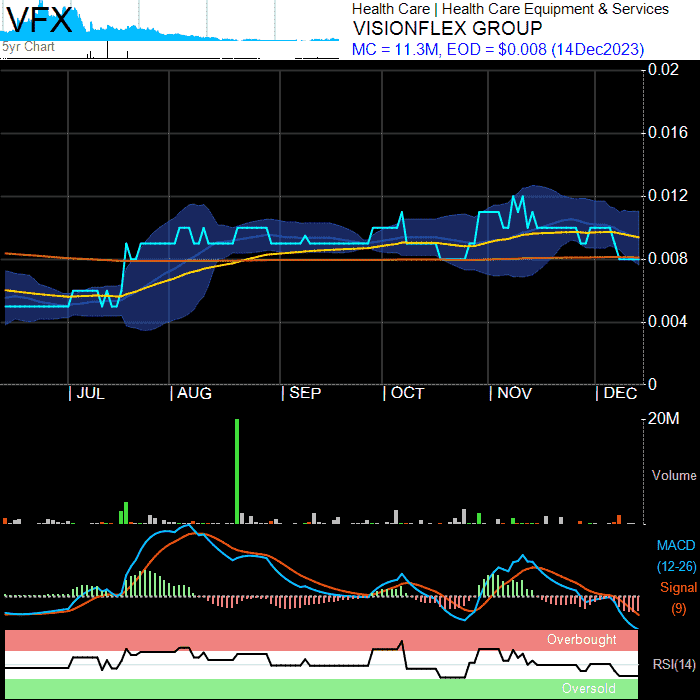 VFX
5yr Chart
Health Care | Health Care Equipment & Services
VISIONFLEX GROUP
MC = 11.3M, EOD = $0.008 (14Dec2023)
0.02
0.016
0.012
0.008
0.004
0
JUL AUG SEP OCT NOV DEC
20M
Volume
MACD
(12-26)
Signal
(9)
Overbought
RSI(14)
Oversold